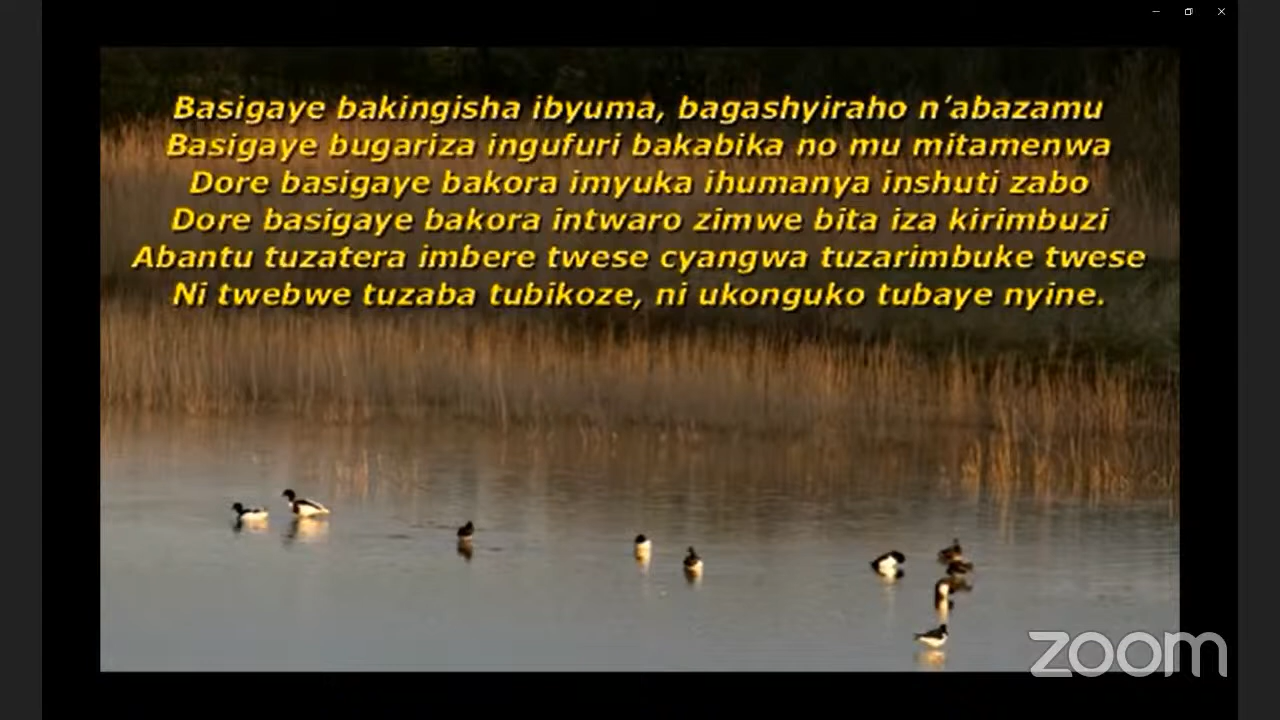 Basigaye bakingisha ibyuma, bagashyiraho n’abazamu
Basigaye bugariza ingufuri bakabika no mu mitamenwa
Dore basigaye bakora imyuka ihumanya inshuti zabo
Dore basigaye bakora intwaro zimwe bita iza kirimbuzi
Abantu tuzatera imbere twese cyangwa tuzarimbuke twese
Ni twebwe tuzaba tubikoze, ni ukonguko tubaye nyine.
zoom